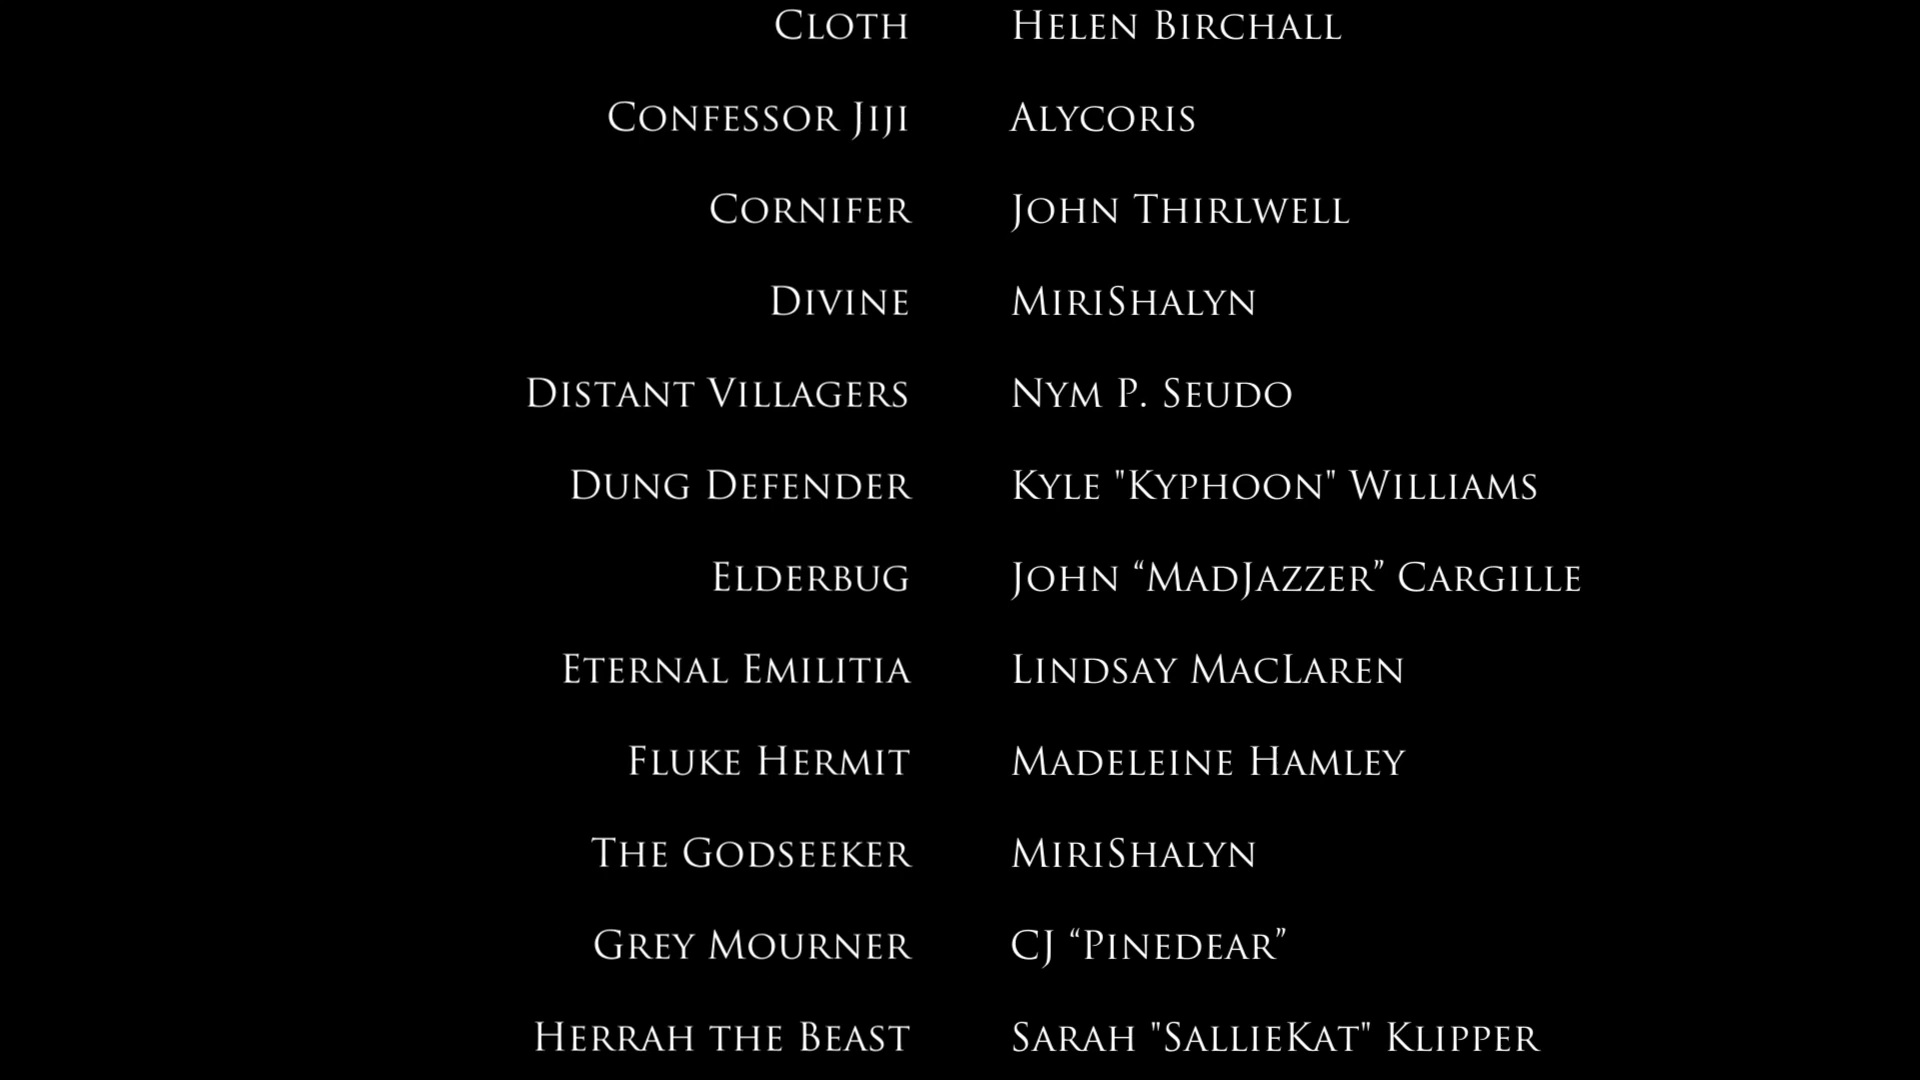 Cloth Helen Birchall
Confessor Jiji Alycoris
Cornifer John Thirlwell
Divine MiriShalyn
Distant Villagers Nym P. Seudo
Dung Defender Kyle "Kyphoon" Williams
Elderbug John “MadJazzer” Cargille
Eternal Emilitia Lindsay MacLaren
Fluke Hermit Madeleine Hamley
The Godseeker MiriShalyn
Grey Mourner CJ “Pinedear”
Herrah the Beast Sarah "SallieKat" Klipper